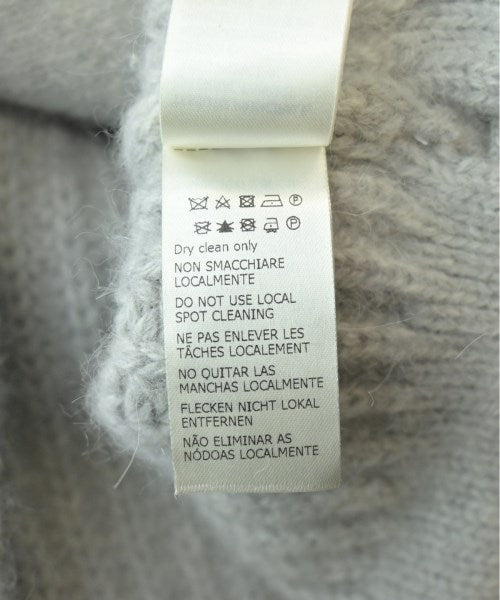 Dry clean only
NON SMACCHIARE
LOCALMENTE
DO NOT USE LOCAL
SPOT CLEANING
NE PAS ENLEVER LES
TÂCHES LOCALEMENT
NO QUITAR LAS
MANCHAS LOCALMENTE
FLECKEN NICHT LOKAL
ENTFERNEN
NÃO ELIMINAR AS
NÓDOAS LOCALMENTE